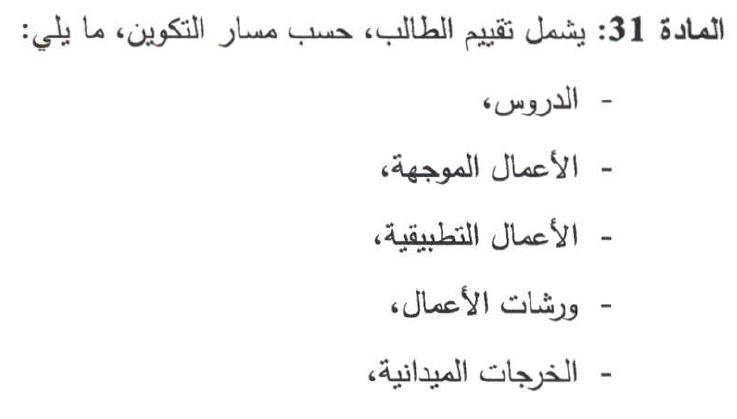 المادة 31: يشمل تقييم الطالب، حسب مسار التكوين، ما يلي:
- الدروس،
- الأعمال الموجهة،
- الأعمال التطبيقية،
- ورشات الأعمال،
- الخرجات الميدانية،